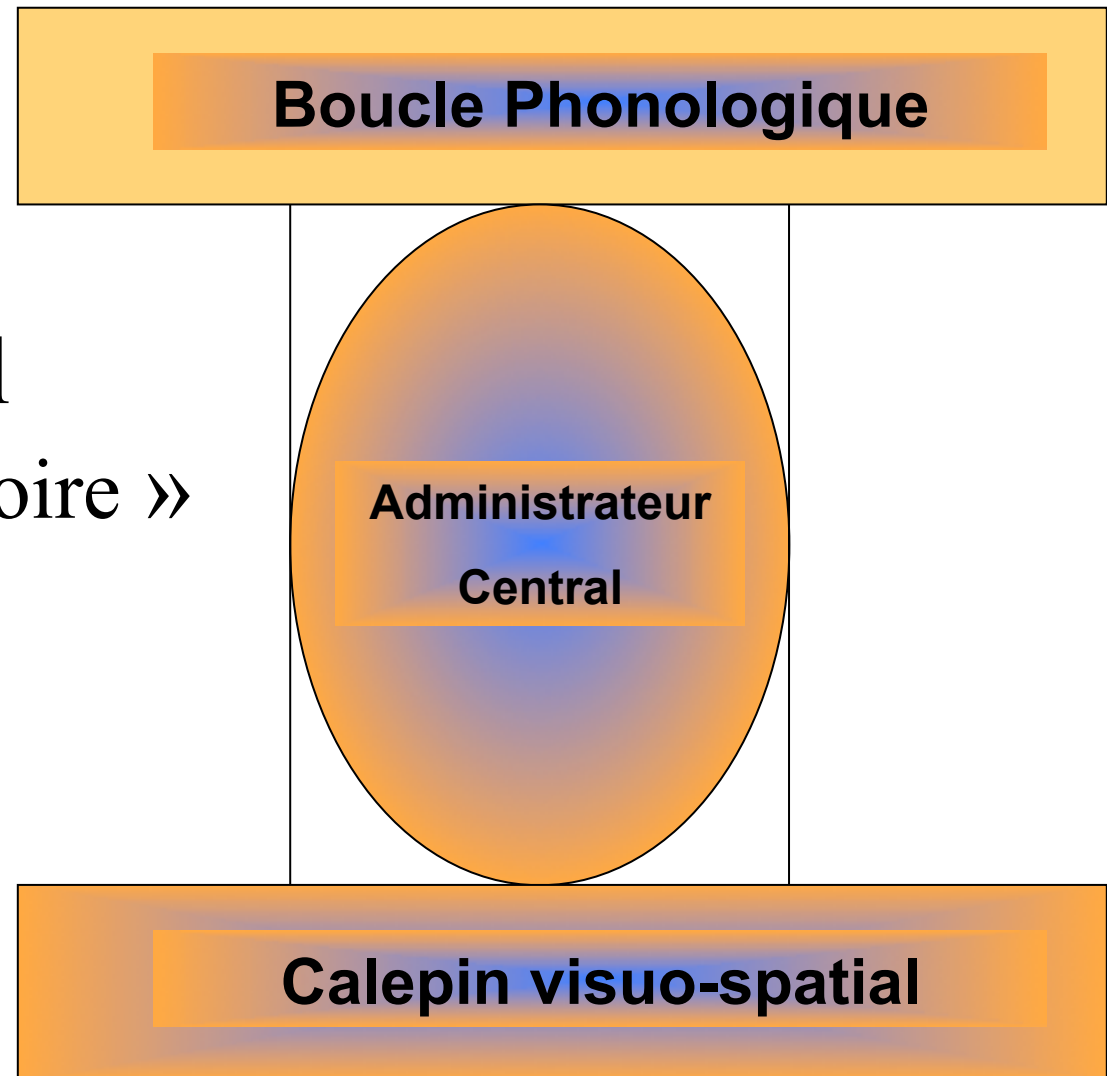 Boucle Phonologique
oire »
Administrateur
Central
Calepin visuo-spatial